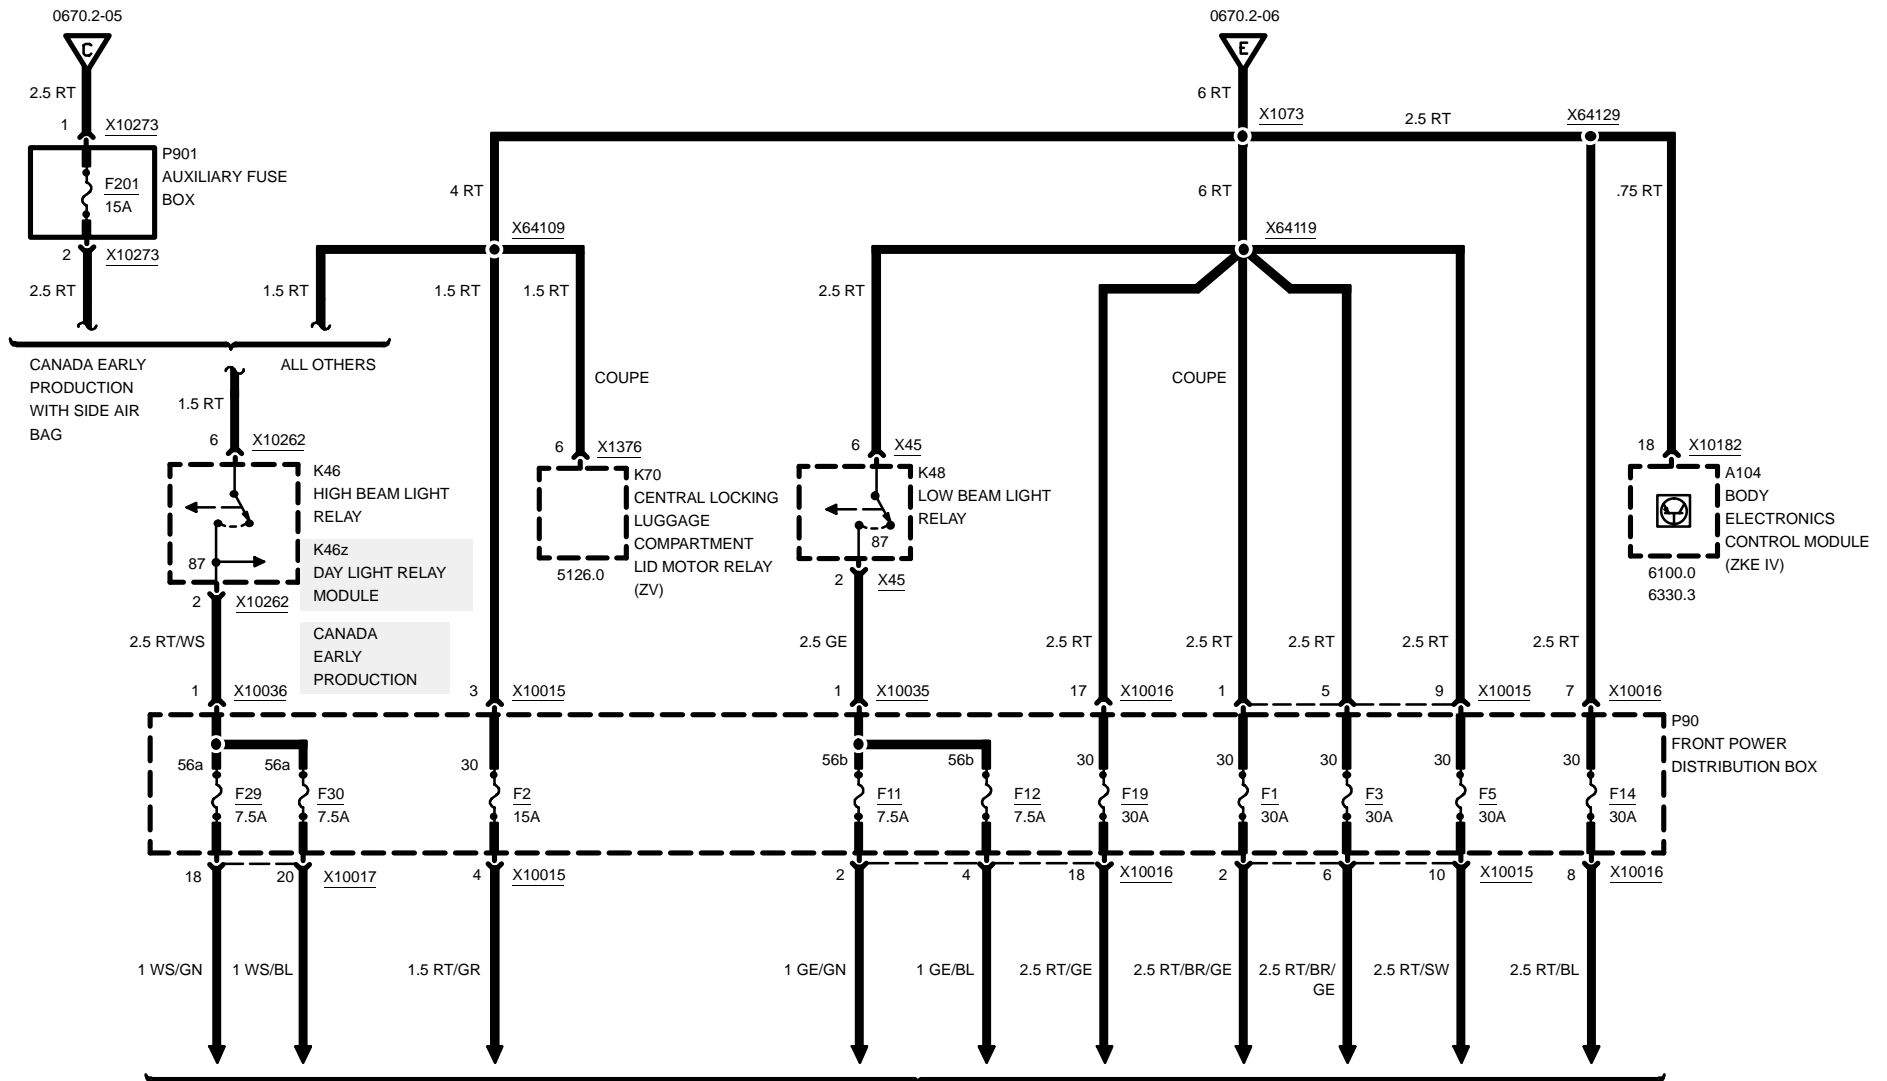 0670.2-05
0670.2-06
C
E
2.5 RT
6 RT
1
X10273
X1073
2.5 RT
X64129
P901
AUXILIARY FUSE
BOX
F201
15A
4 RT
6 RT
.75 RT
2
X10273
X64109
X64119
2.5 RT
1.5 RT
1.5 RT
1.5 RT
2.5 RT
CANADA EARLY
PRODUCTION
WITH SIDE AIR
BAG
ALL OTHERS
COUPE
COUPE
1.5 RT
6
X10262
6
X1376
6
X45
18
X10182
K46
HIGH BEAM LIGHT
RELAY
K46z
DAY LIGHT RELAY
MODULE
87
K70
CENTRAL LOCKING
LUGGAGE
COMPARTMENT
LID MOTOR RELAY
(ZV)
5126.0
K48
LOW BEAM LIGHT
RELAY
87
A104
BODY
ELECTRONICS
CONTROL MODULE
(ZKE IV)
6100.0
6330.3
2
X10262
2
X45
2.5 RT/WS
CANADA
EARLY
PRODUCTION
2.5 GE
2.5 RT
2.5 RT
2.5 RT
2.5 RT
2.5 RT
1
X10036
3
X10015
1
X10035
17
X10016
1
5
9
X10015
7
X10016
P90
FRONT POWER
DISTRIBUTION BOX
56a
56a
30
56b
56b
30
30
30
30
30
F29
7.5A
F30
7.5A
F2
15A
F11
7.5A
F12
7.5A
F19
30A
F1
30A
F3
30A
F5
30A
F14
30A
18
20
X10017
4
X10015
2
4
18
X10016
2
6
10
X10015
8
X10016
1 WS/GN
1 WS/BL
1.5 RT/GR
1 GE/GN
1 GE/BL
2.5 RT/GE
2.5 RT/BR/GE
2.5 RT/BR/
GE
2.5 RT/SW
2.5 RT/BL